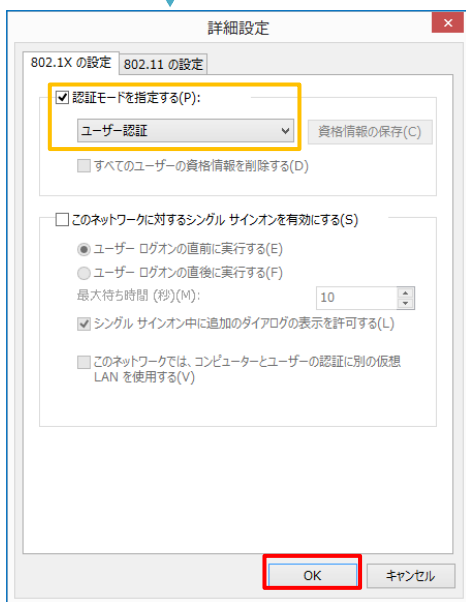 詳細設定
802.1X の設定 802.11 の設定
認証モードを指定する(P):
ユーザー認証
資格情報の保存(C)
すべてのユーザーの資格情報を削除する(D)
このネットワークに対するシングル サインオンを有効にする(S)
ユーザー ログオンの直前に実行する(E)
ユーザー ログオンの直後に実行する(F)
最大待ち時間 (秒)(M):
10
シングル サインオン中に追加のダイアログの表示を許可する(L)
このネットワークでは、コンピューターとユーザーの認証に別の仮想
LAN を使用する(V)
OK
キャンセル